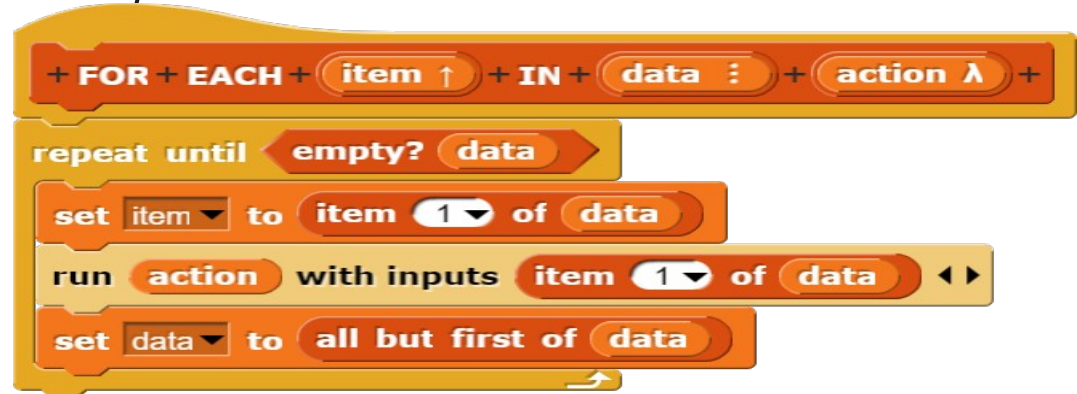 + FOR + EACH + item ↑ + IN + data ⋮ + action λ +
repeat until empty? data
set item to item 1 of data
run action with inputs item 1 of data
set data to all but first of data